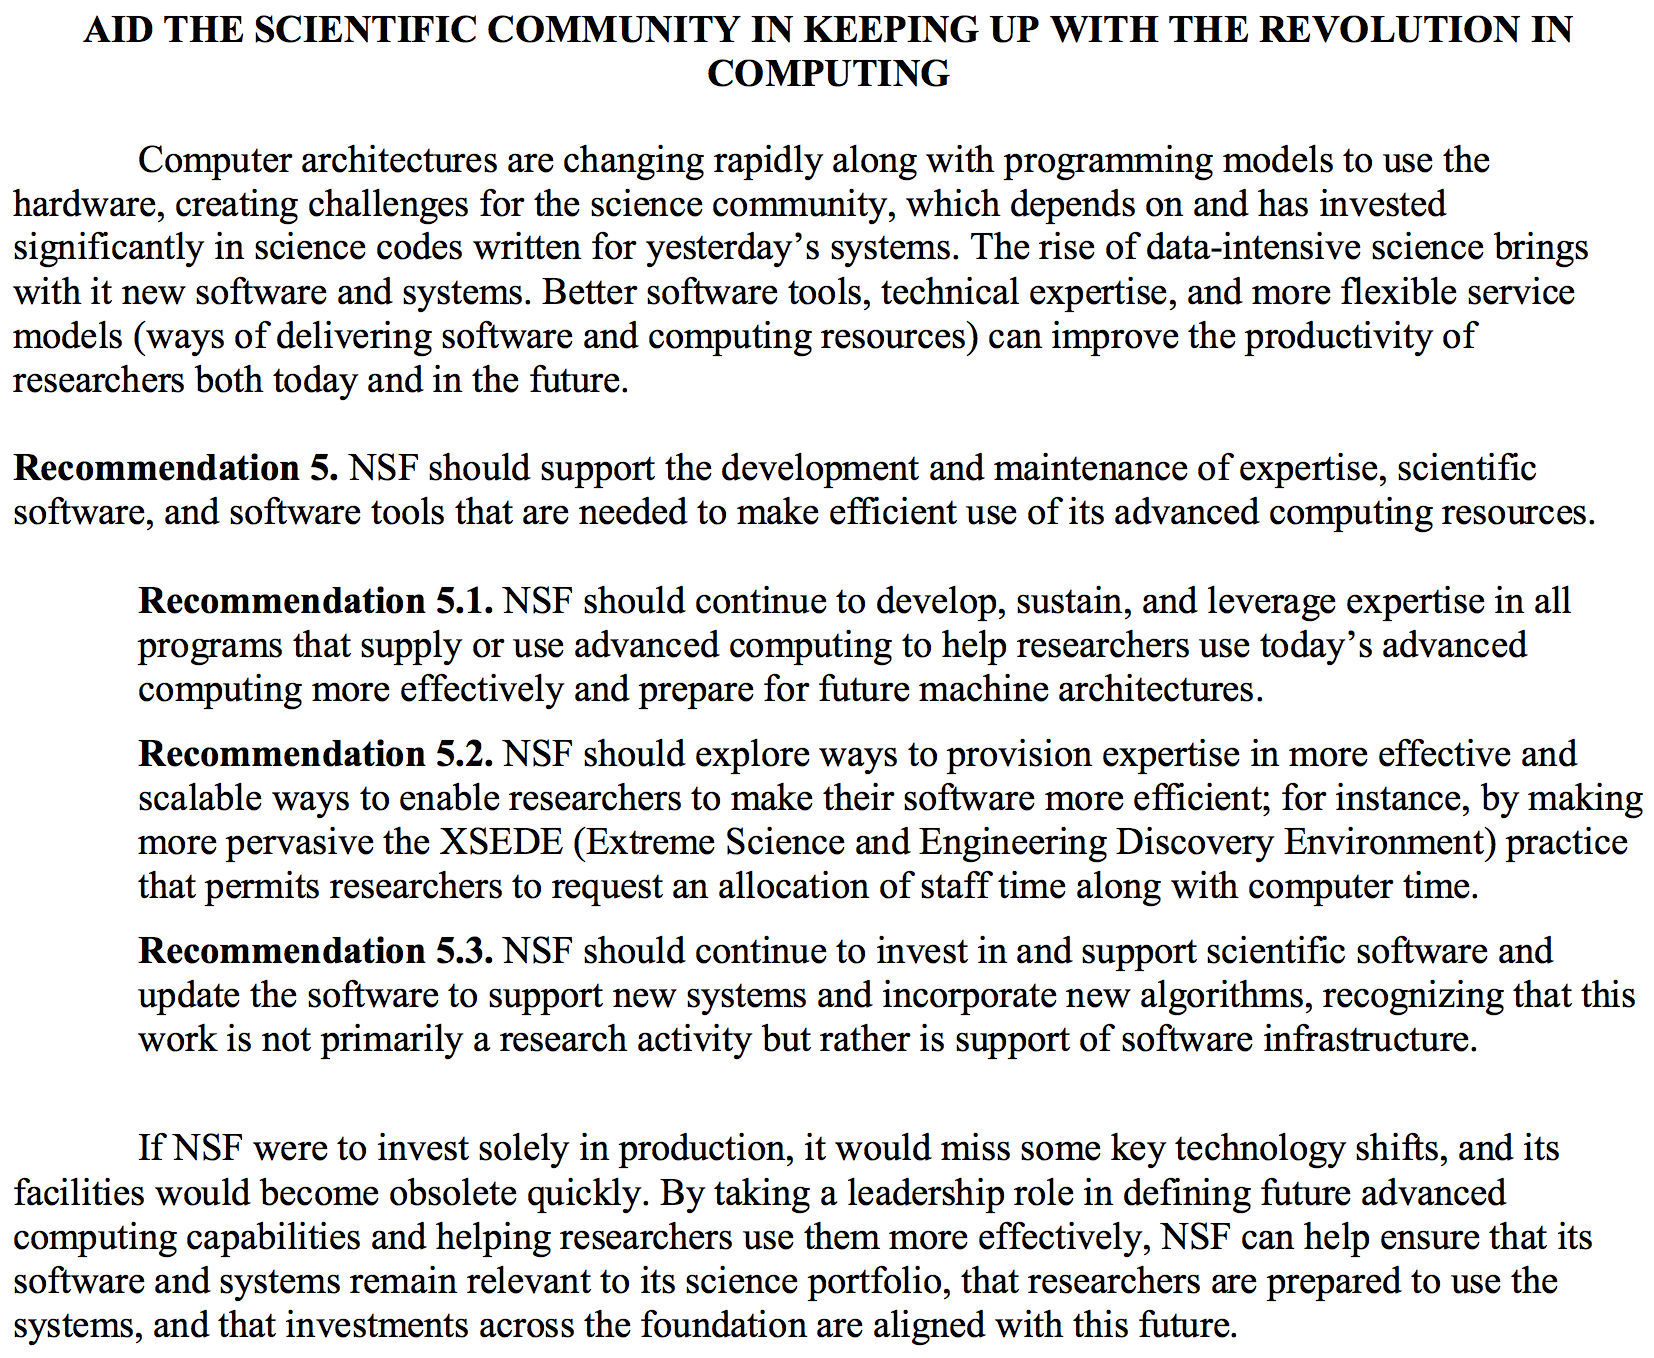 AID THE SCIENTIFIC COMMUNITY IN KEEPING UP WITH THE REVOLUTION IN
COMPUTING
Computer architectures are changing rapidly along with programming models to use the
hardware, creating challenges for the science community, which depends on and has invested
significantly in science codes written for yesterday’s systems. The rise of data-intensive science brings
with it new software and systems. Better software tools, technical expertise, and more flexible service
models (ways of delivering software and computing resources) can improve the productivity of
researchers both today and in the future.
Recommendation 5. NSF should support the development and maintenance of expertise, scientific
software, and software tools that are needed to make efficient use of its advanced computing resources.
Recommendation 5.1. NSF should continue to develop, sustain, and leverage expertise in all
programs that supply or use advanced computing to help researchers use today’s advanced
computing more effectively and prepare for future machine architectures.
Recommendation 5.2. NSF should explore ways to provision expertise in more effective and
scalable ways to enable researchers to make their software more efficient; for instance, by making
more pervasive the XSEDE (Extreme Science and Engineering Discovery Environment) practice
that permits researchers to request an allocation of staff time along with computer time.
Recommendation 5.3. NSF should continue to invest in and support scientific software and
update the software to support new systems and incorporate new algorithms, recognizing that this
work is not primarily a research activity but rather is support of software infrastructure.
If NSF were to invest solely in production, it would miss some key technology shifts, and its
facilities would become obsolete quickly. By taking a leadership role in defining future advanced
computing capabilities and helping researchers use them more effectively, NSF can help ensure that its
software and systems remain relevant to its science portfolio, that researchers are prepared to use the
systems, and that investments across the foundation are aligned with this future.